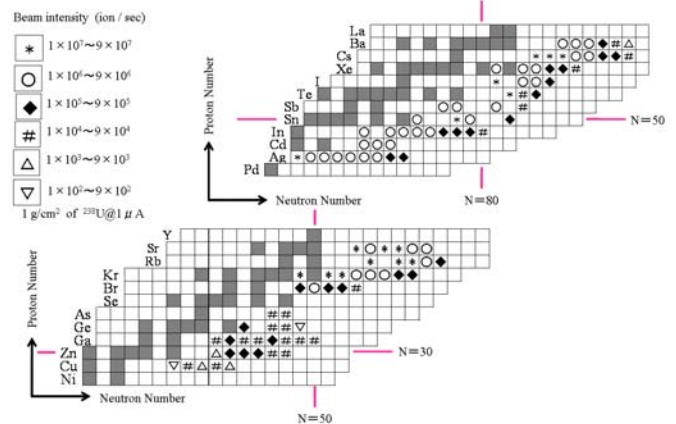 Beam intensity (ion / sec)
* 1×10⁷~9×10⁷
○ 1×10⁶~9×10⁶
◆ 1×10⁵~9×10⁵
# 1×10⁴~9×10⁴
△ 1×10³~9×10³
▽ 1×10²~9×10²
1 g/cm² of ²³⁸U@1 μ A
Proton Number
La
Ba
Cs
Xe
I
Te
Sb
Sn
In
Cd
Ag
Pd
N=50
Neutron Number
N=80
Proton Number
Y
Sr
Rb
Kr
Br
Se
As
Ge
Ga
Zn
Cu
Ni
N=30
Neutron Number
N=50